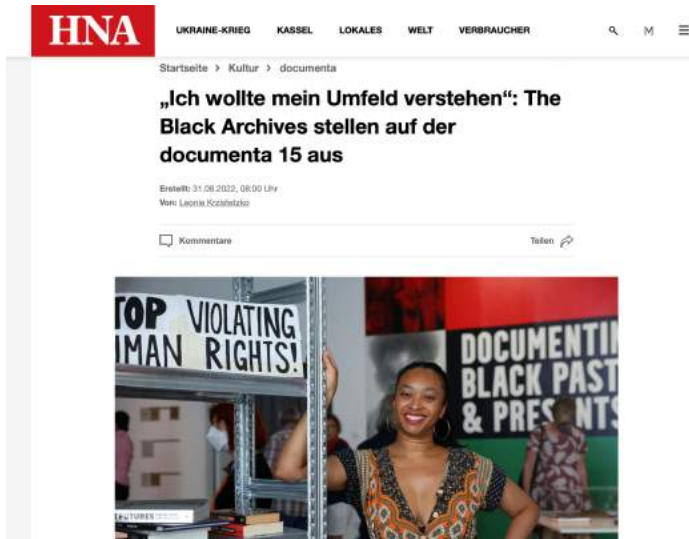 HNA
UKRAINE-KRIEG KASSEL LOKALES WELT VERBRAUCHER
Startseite > Kultur > documenta
„Ich wollte mein Umfeld verstehen“: The
Black Archives stellen auf der
documenta 15 aus
Erstellt: 31.08.2022, 08:00 Uhr
Von: Leonie
Kommentare
Teilen
TOP VIOLATING
MAN RIGHTS!
DOCUMENTIN
BLACK PAST
& PRESENTS